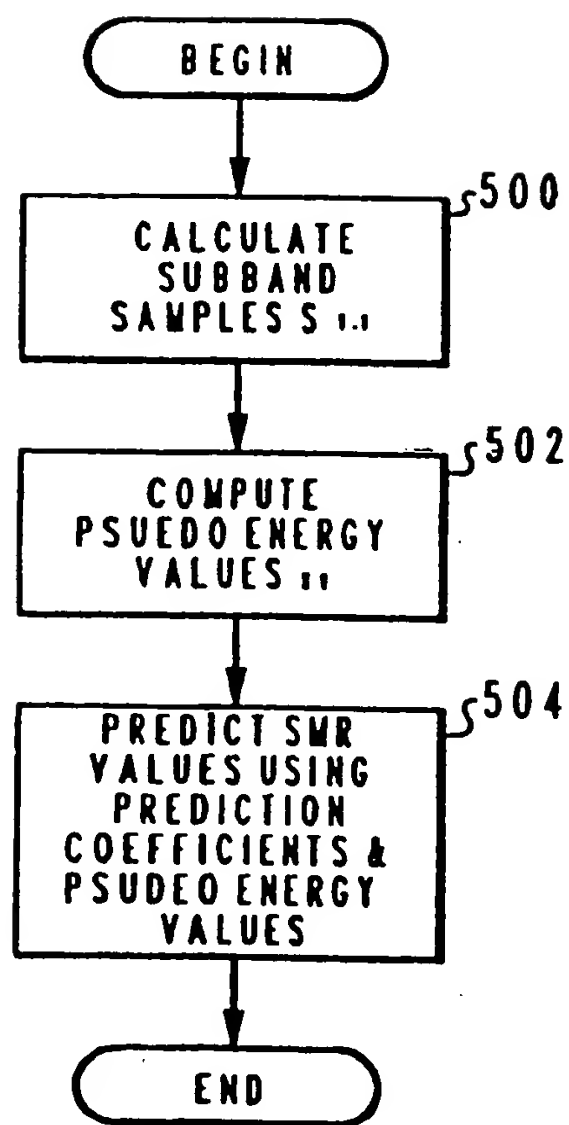 BEGIN
500
CALCULATE
SUBBAND
SAMPLES S
502
COMPUTE
PSUEDO ENERGY
VALUES
504
PREDICT SMR
VALUES USING
PREDICTION
COEFFICIENTS &
PSUDEO ENERGY
VALUES
END